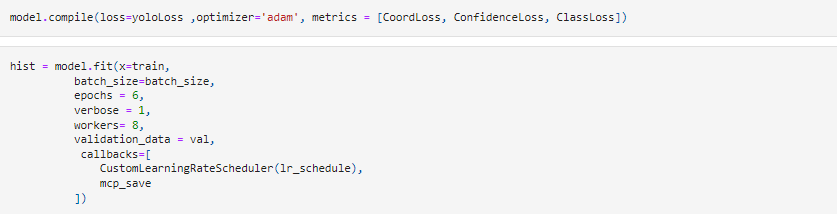 model.compile(loss=yoloLoss ,optimizer='adam', metrics = [CoordLoss, ConfidenceLoss, ClassLoss])
hist = model.fit(x=train,
batch_size=batch_size,
epochs = 6,
verbose = 1,
workers= 8,
validation_data = val,
callbacks=[
CustomLearningRateScheduler(lr_schedule),
mcp_save
])